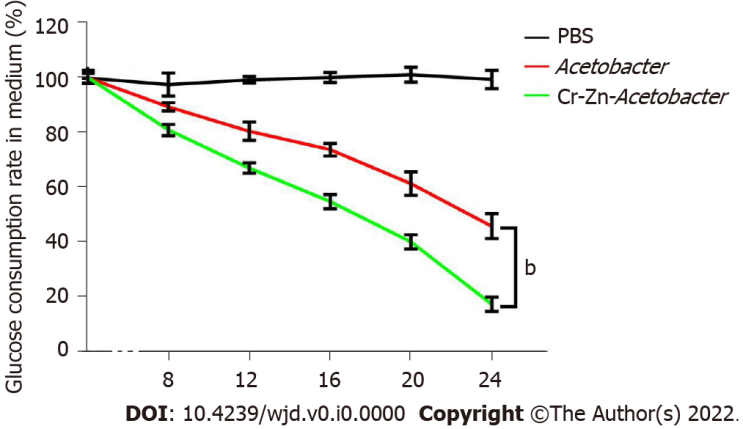 Glucose consumption rate in medium (%)
120
100
80
60
40
20
0
8 12 16 20 24
PBS
Acetobacter
Cr-Zn-Acetobacter
b
DOI: 10.4239/wjd.v0.i0.0000 Copyright ©The Author(s) 2022.